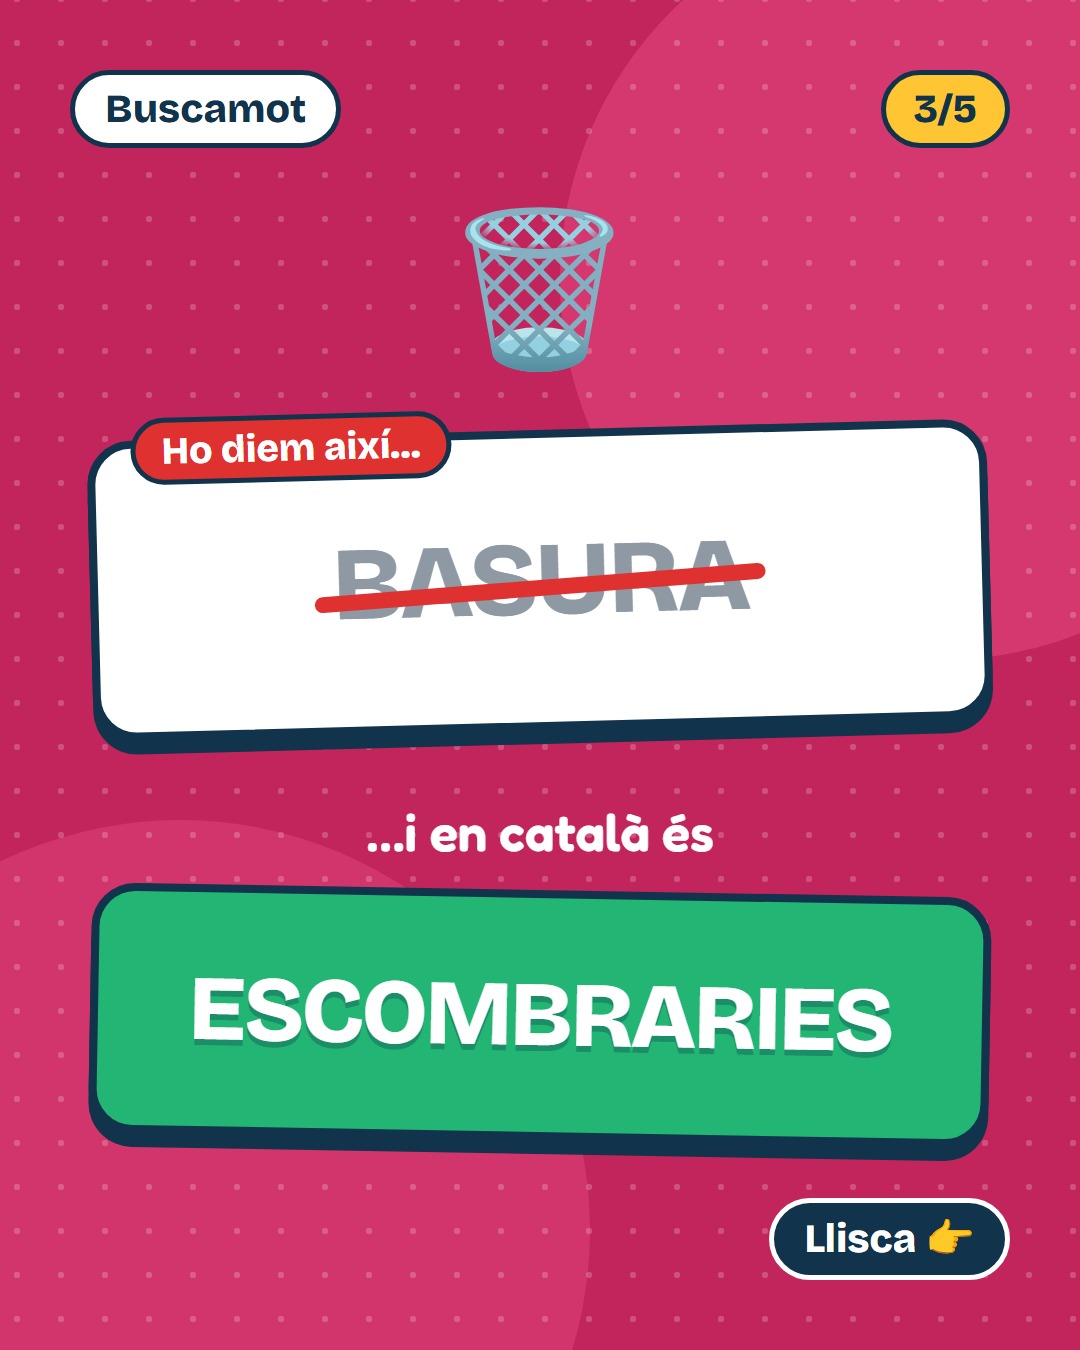 Buscamot
3/5
Ho diem així...
BASURA
...i en català és
ESCOMBRARIES
Llisca 👉